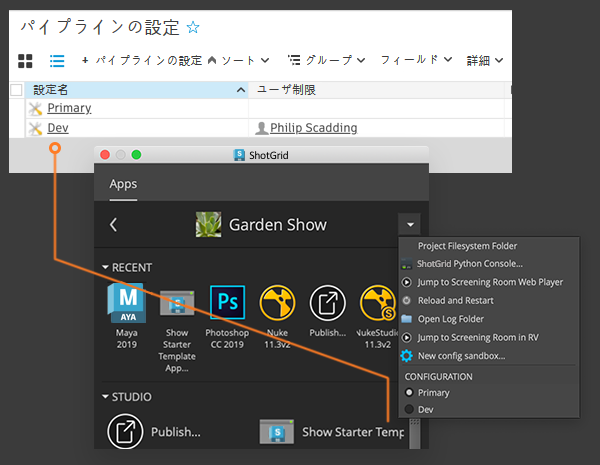 パイプラインの設定 ☆
+ パイプラインの設定 ソート グループ フィールド 詳細
設定名 ユーザ制限
Primary
Dev Philip Scadding
ShotGrid
Apps
Garden Show
RECENT
Maya 2019
AYA
Show Starter Template App...
Photoshop CC 2019
Nuke 11.3v2
Publish...
NukeStudio 11.3v2
STUDIO
Publish...
Show Starter Temp
Project Filesystem Folder
ShotGrid Python Console...
Jump to Screening Room Web Player
Reload and Restart
Open Log Folder
Jump to Screening Room in RV
New config sandbox...
CONFIGURATION
Primary
Dev